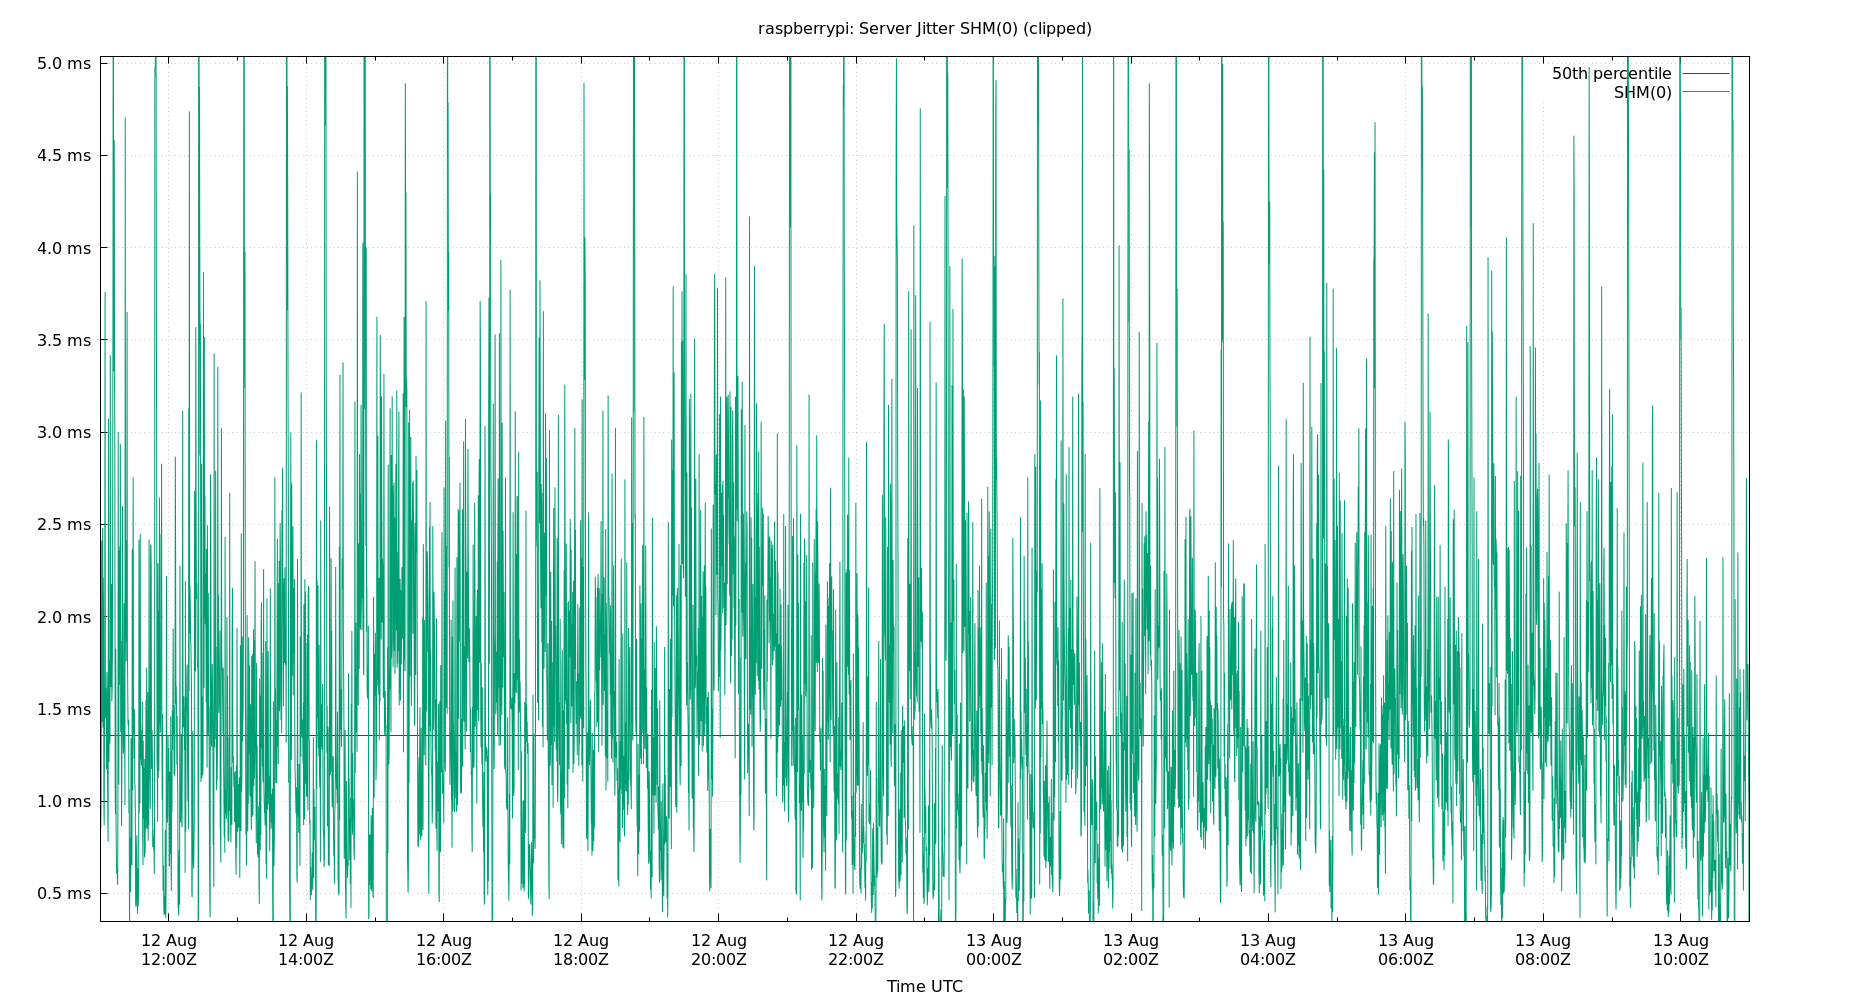 raspberrypi: Server Jitter SHM(0) (clipped)
50th percentile
SHM(0)
5.0 ms
4.5 ms
4.0 ms
3.5 ms
3.0 ms
2.5 ms
2.0 ms
1.5 ms
1.0 ms
0.5 ms
12 Aug 12 Aug 12 Aug 12 Aug 12 Aug 12 Aug 13 Aug 13 Aug 13 Aug 13 Aug 13 Aug 13 Aug
12:00Z 14:00Z 16:00Z 18:00Z 20:00Z 22:00Z 00:00Z 02:00Z 04:00Z 06:00Z 08:00Z 10:00Z
Time UTC